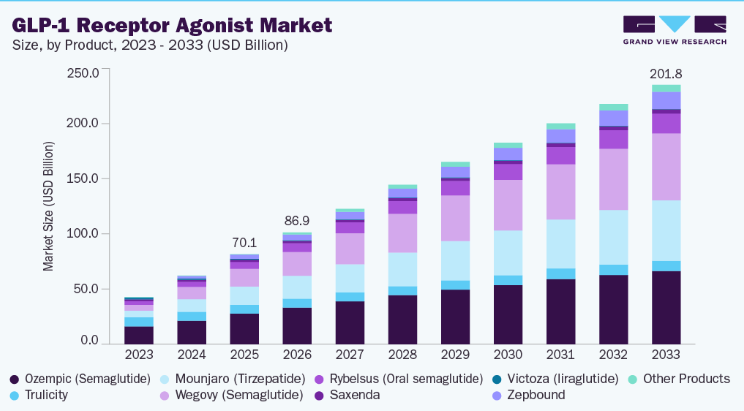 GLP-1 Receptor Agonist Market
Size, by Product, 2023 - 2033 (USD Billion)
GRAND VIEW RESEARCH
Market Size (USD Billion)
250.0
200.0
150.0
100.0
50.0
0.0
70.1
86.9
201.8
2023 2024 2025 2026 2027 2028 2029 2030 2031 2032 2033
Ozempic (Semaglutide) Mounjaro (Tirzepatide) Rybelsus (Oral semaglutide) Victoza (liraglutide) Other Products
Trulicity Wegovy (Semaglutide) Saxenda Zepbound